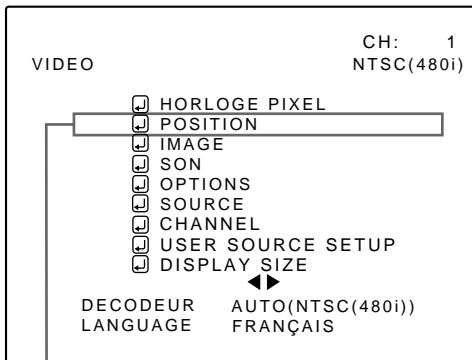 CH: 1
VIDEO NTSC(480i)
HORLOGE PIXEL
POSITION
IMAGE
SON
OPTIONS
SOURCE
CHANNEL
USER SOURCE SETUP
DISPLAY SIZE
DECODEUR AUTO(NTSC(480i))
LANGUAGE FRANÇAIS